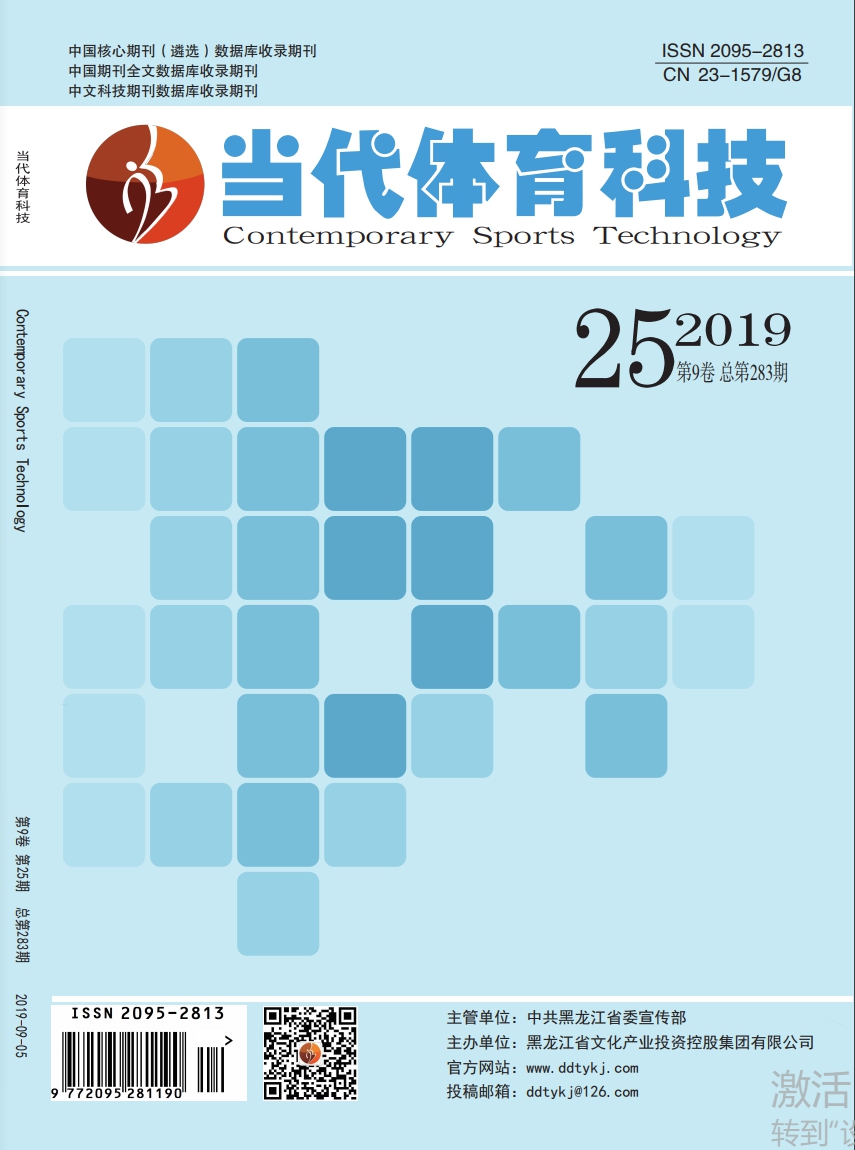 中国核心期刊（遴选）数据库收录期刊
中国期刊全文数据库收录期刊
中文科技期刊数据库收录期刊
ISSN 2095-2813
CN 23-1579/G8
当代体育科技
Contemporary Sports Technology
当代体育科技
Contemporary Sports Technology
第9卷 第25期 总第283期 2019-09-05
25
2019
第9卷 总第283期
ISSN 2095-2813
9 772095 281190
>
主管单位：中共黑龙江省委宣传部
主办单位：黑龙江省文化产业投资控股集团有限公司
官方网站：www.ddtykj.com
投稿邮箱：ddtykj@126.com
激活
转到“